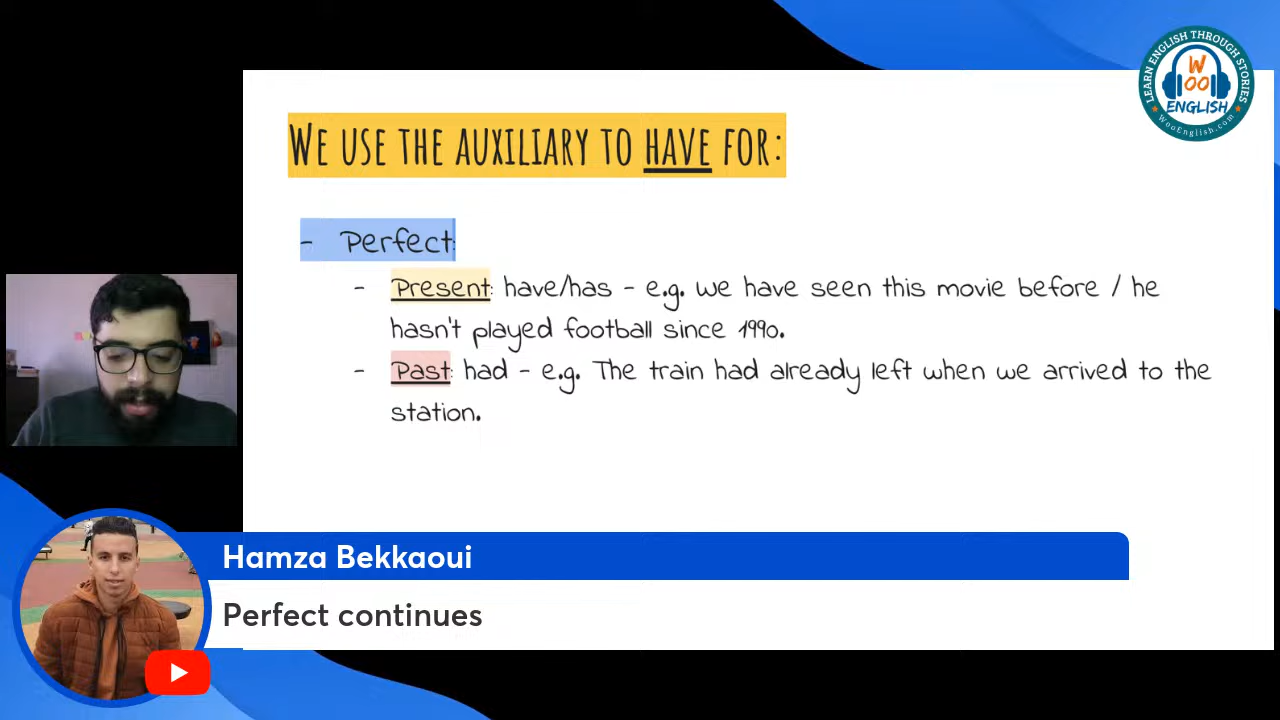 WE USE THE AUXILIARY TO HAVE FOR:
- Perfect:
- Present: have/has - e.g. we have seen this movie before / he
hasn't played football since 1990.
- Past: had - e.g. The train had already left when we arrived to the
station.
Hamza Bekkaoui
Perfect continues
LEARN ENGLISH THROUGH STORIES
WOO
ENGLISH
WooEnglish.com